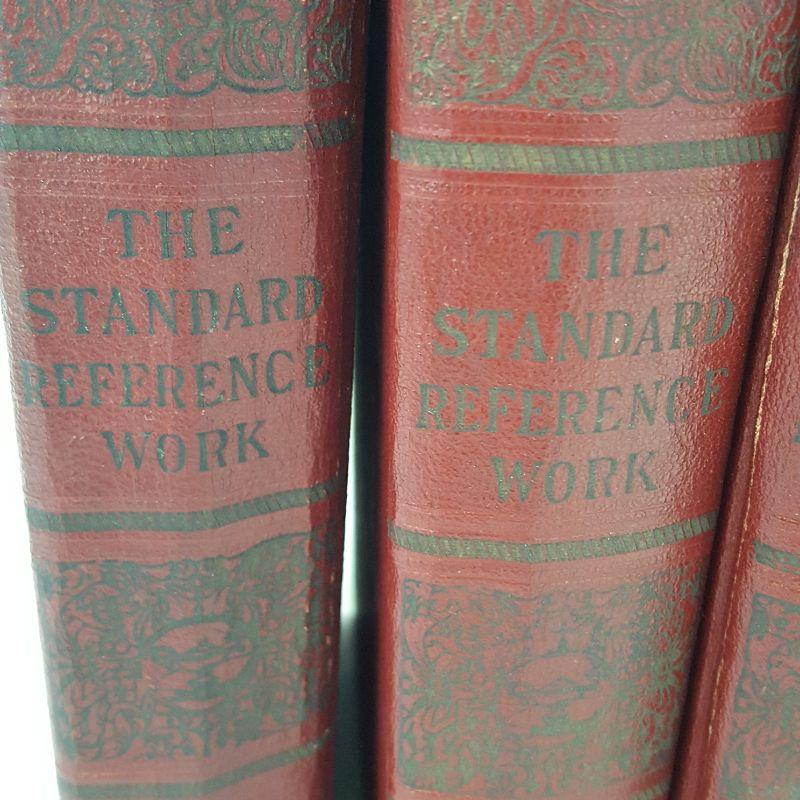 THE
STANDARD
REFERENCE
WORK
THE
STANDARD
REFERENCE
WORK